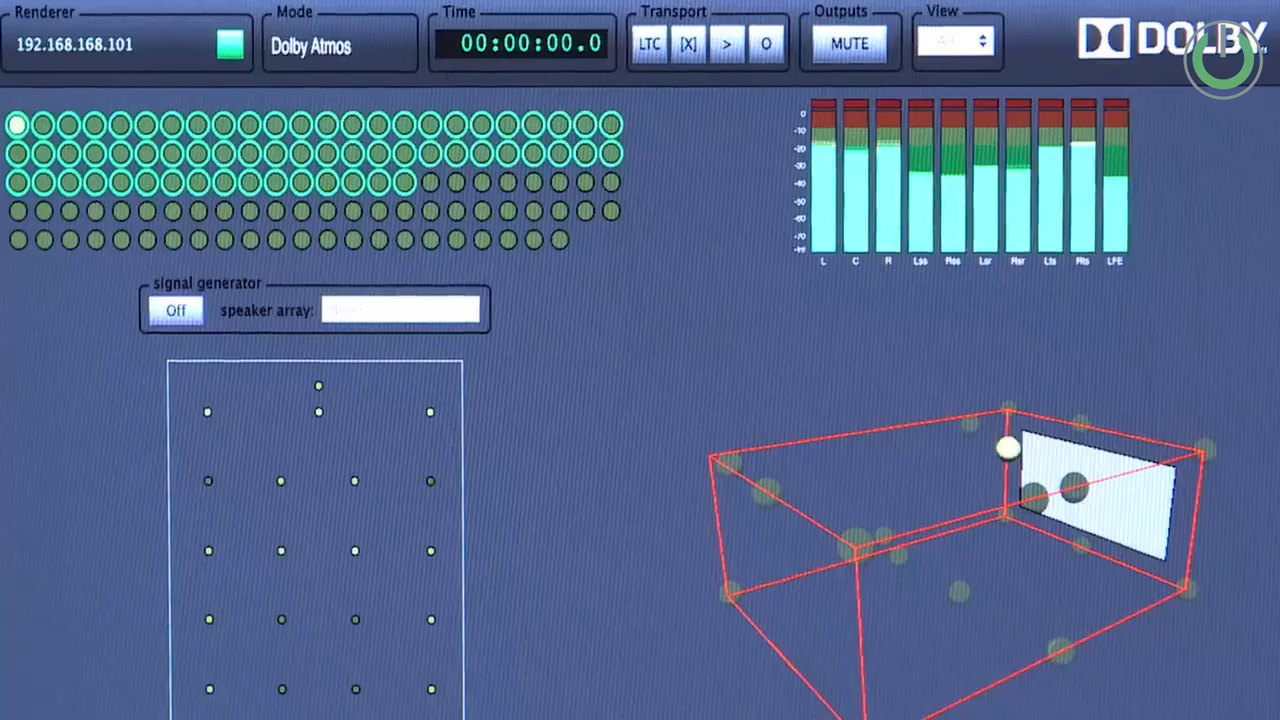 Renderer
Mode
Time
Transport
Outputs
View
192.168.168.101
Dolby Atmos
00:00:00.0
LTC
[X]
>
O
MUTE
DOLBY
0
-10
-20
-30
-40
-50
-60
-70
-inf
L
C
R
Lss
Rss
Lsr
Rsr
Lts
Rts
LFE
signal generator
Off
speaker array: